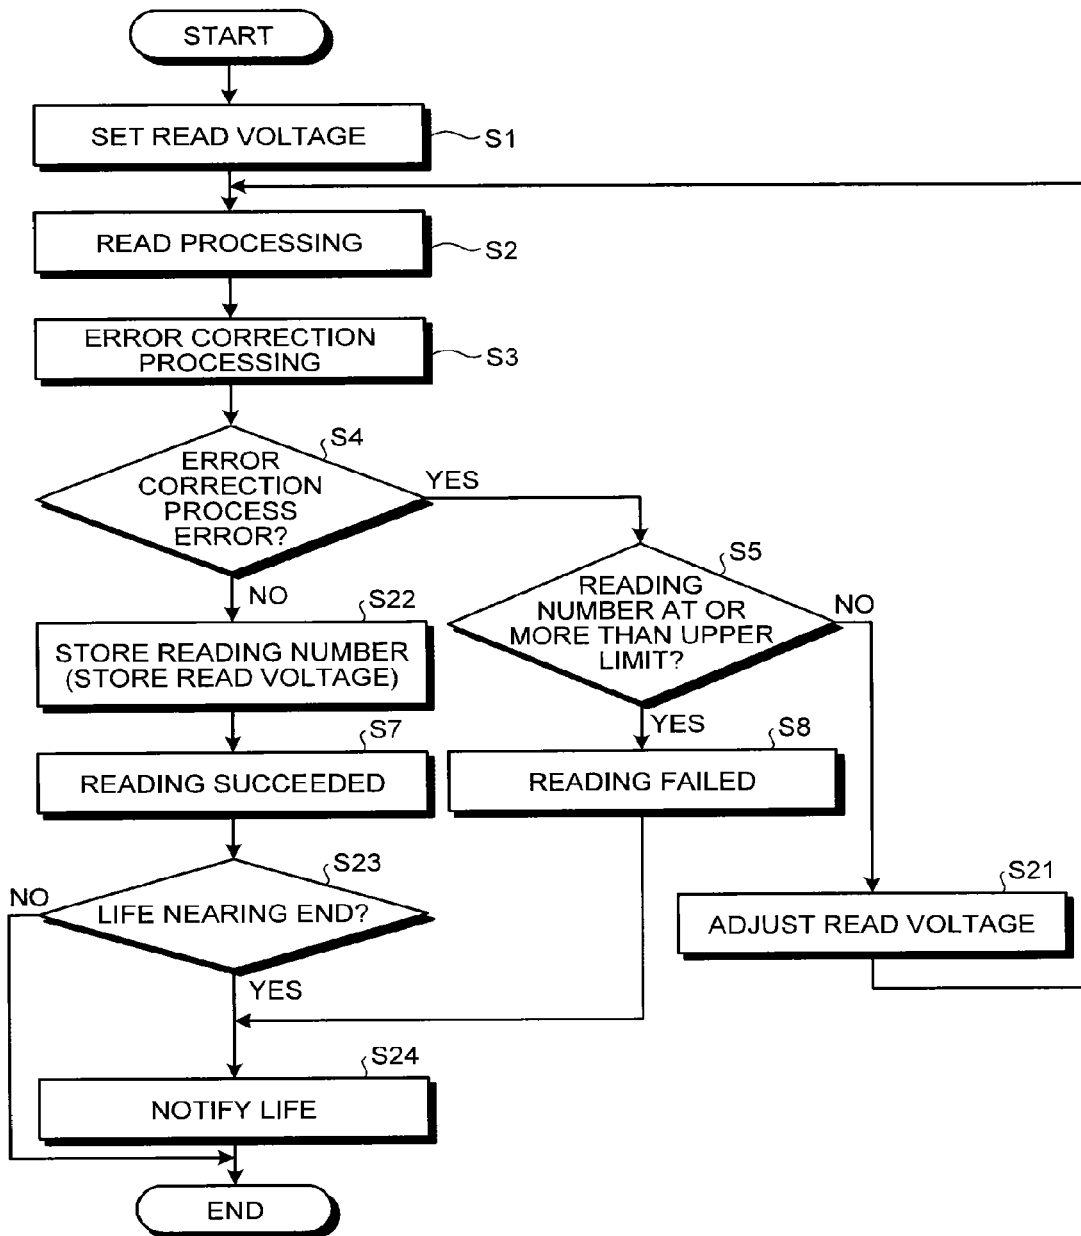 START
SET READ VOLTAGE
S1
READ PROCESSING
S2
ERROR CORRECTION
PROCESSING
S3
S4
ERROR
CORRECTION
PROCESS
ERROR?
YES
NO
S5
READING
NUMBER AT OR
MORE THAN UPPER
LIMIT?
NO
YES
S22
STORE READING NUMBER
(STORE READ VOLTAGE)
S7
READING SUCCEEDED
S8
READING FAILED
S23
LIFE NEARING END?
NO
YES
S21
ADJUST READ VOLTAGE
S24
NOTIFY LIFE
END